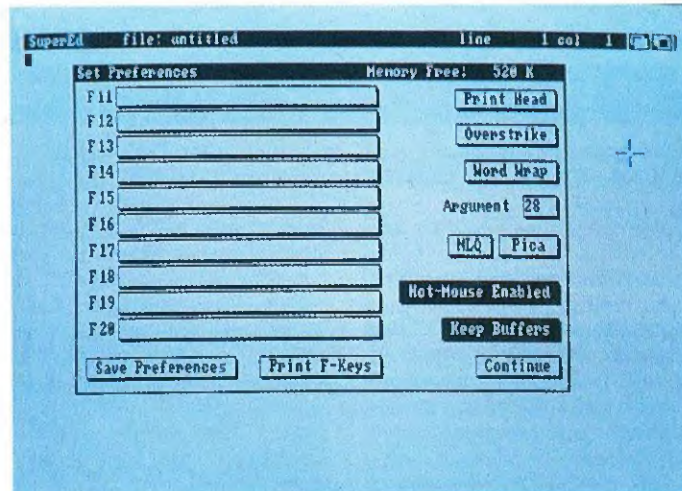 SuperEd file: untitled line 1 col 1
Set Preferences Memory Free: 520 K
F11 Print Head
F12 Overstrike
F13
F14 Word Wrap
F15 Argument 28
F16
F17 NLQ Pica
F18
F19 Hot-Mouse Enabled
F20 Keep Buffers
Save Preferences Print F-Keys Continue